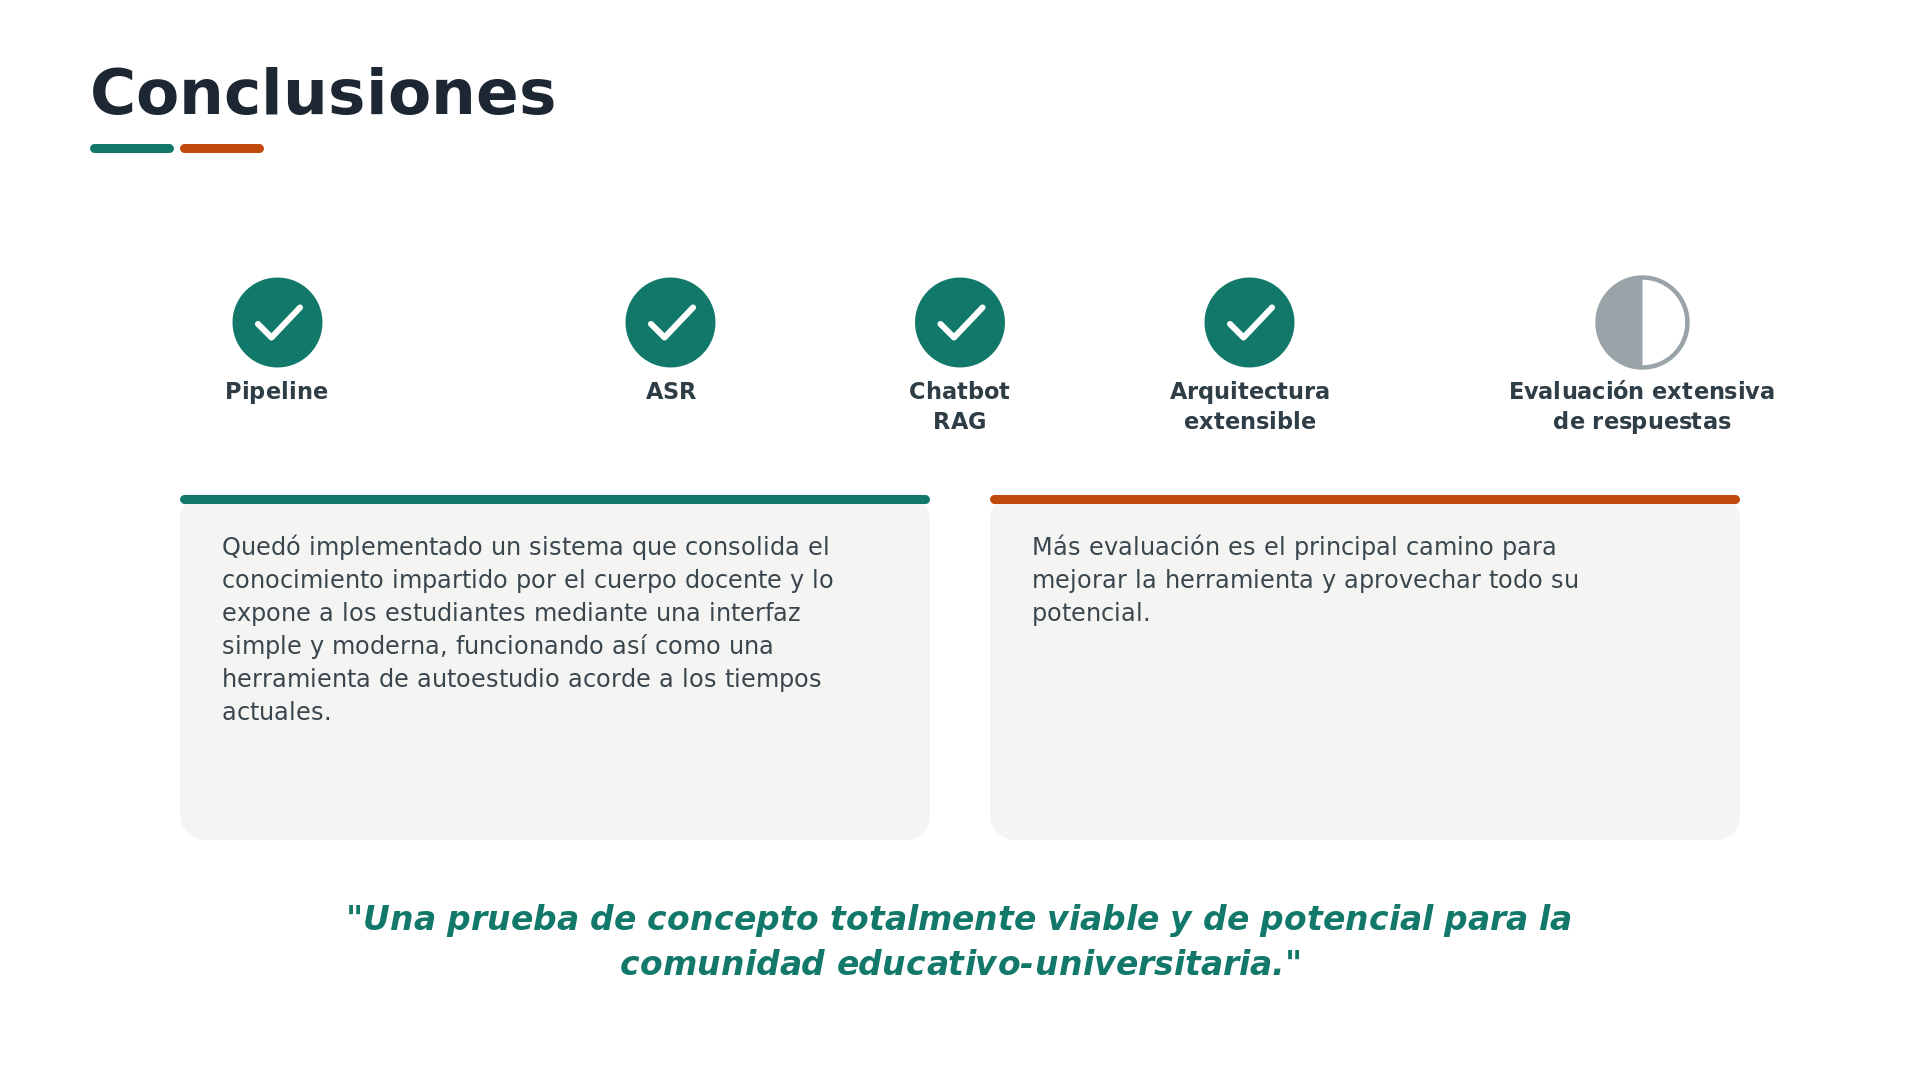 Conclusiones
Pipeline
ASR
Chatbot
RAG
Arquitectura
extensible
Evaluación extensiva
de respuestas
Quedó implementado un sistema que consolida el
conocimiento impartido por el cuerpo docente y lo
expone a los estudiantes mediante una interfaz
simple y moderna, funcionando así como una
herramienta de autoestudio acorde a los tiempos
actuales.
Más evaluación es el principal camino para
mejorar la herramienta y aprovechar todo su
potencial.
"Una prueba de concepto totalmente viable y de potencial para la
comunidad educativo-universitaria."